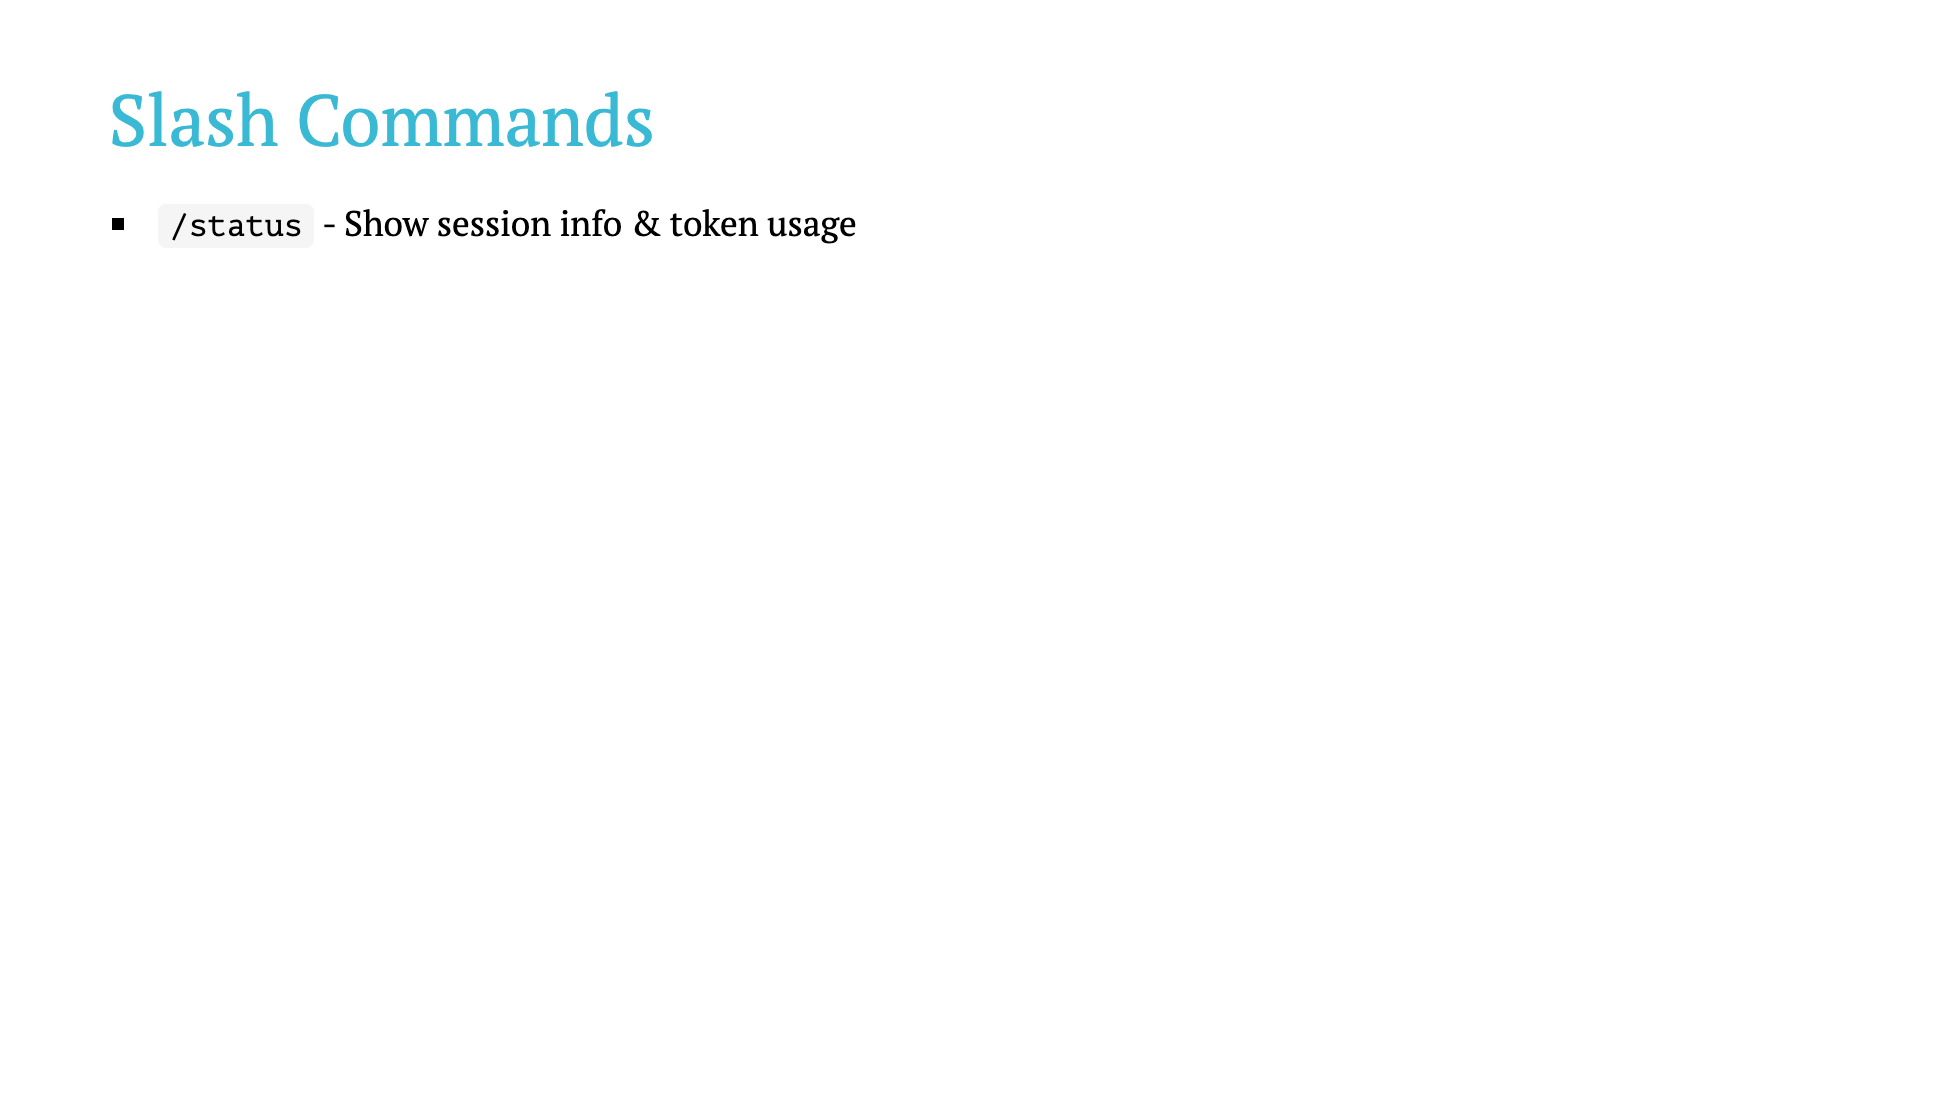 Slash Commands
/status - Show session info & token usage